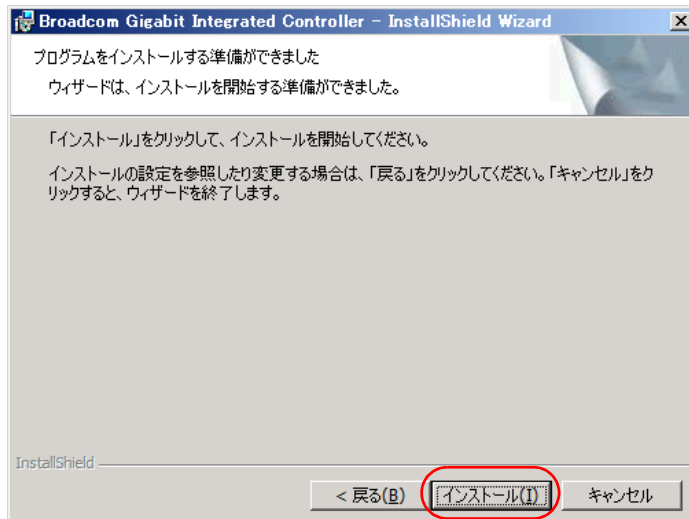 Broadcom Gigabit Integrated Controller - InstallShield Wizard
プログラムをインストールする準備ができました
ウィザードは、インストールを開始する準備ができました。
「インストール」をクリックして、インストールを開始してください。
インストールの設定を参照したり変更する場合は、「戻る」をクリックしてください。「キャンセル」をク
リックすると、ウィザードを終了します。
InstallShield
< 戻る(B) インストール(I) キャンセル